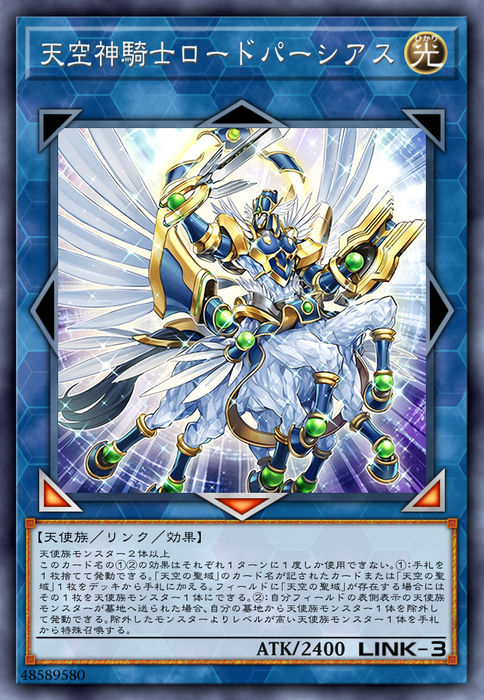 天空神騎士ロードパーシアス
ひかり
光
【天使族／リンク／効果】
天使族モンスター２体以上
このカード名の①②の効果はそれぞれ１ターンに１度しか使用できない。①：手札を
１枚捨てて発動できる。「天空の聖域」のカード名が記されたカードまたは「天空の聖
域」１枚をデッキから手札に加える。フィールドに「天空の聖域」が存在する場合には
その１枚を天使族モンスター１体にできる。②：自分フィールドの表側表示の天使族
モンスターが墓地へ送られた場合、自分の墓地から天使族モンスター１体を除外し
て発動できる。除外したモンスターよりレベルが高い天使族モンスター１体を手札
から特殊召喚する。
ATK/2400 LINK-3
48589580